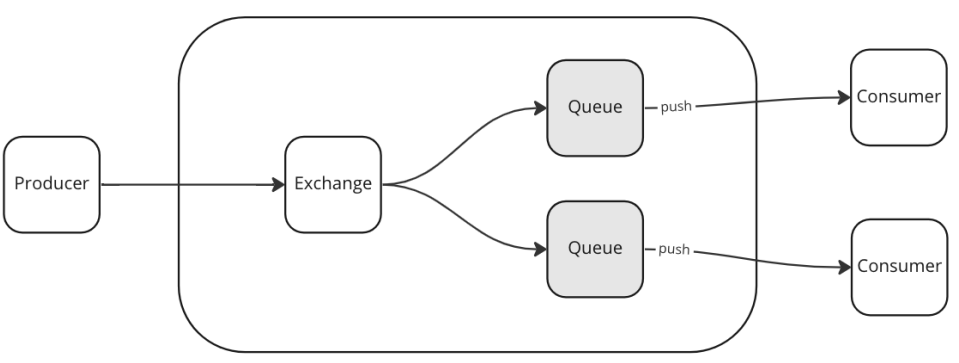 Producer
Exchange
Queue
push
Consumer
Queue
push
Consumer